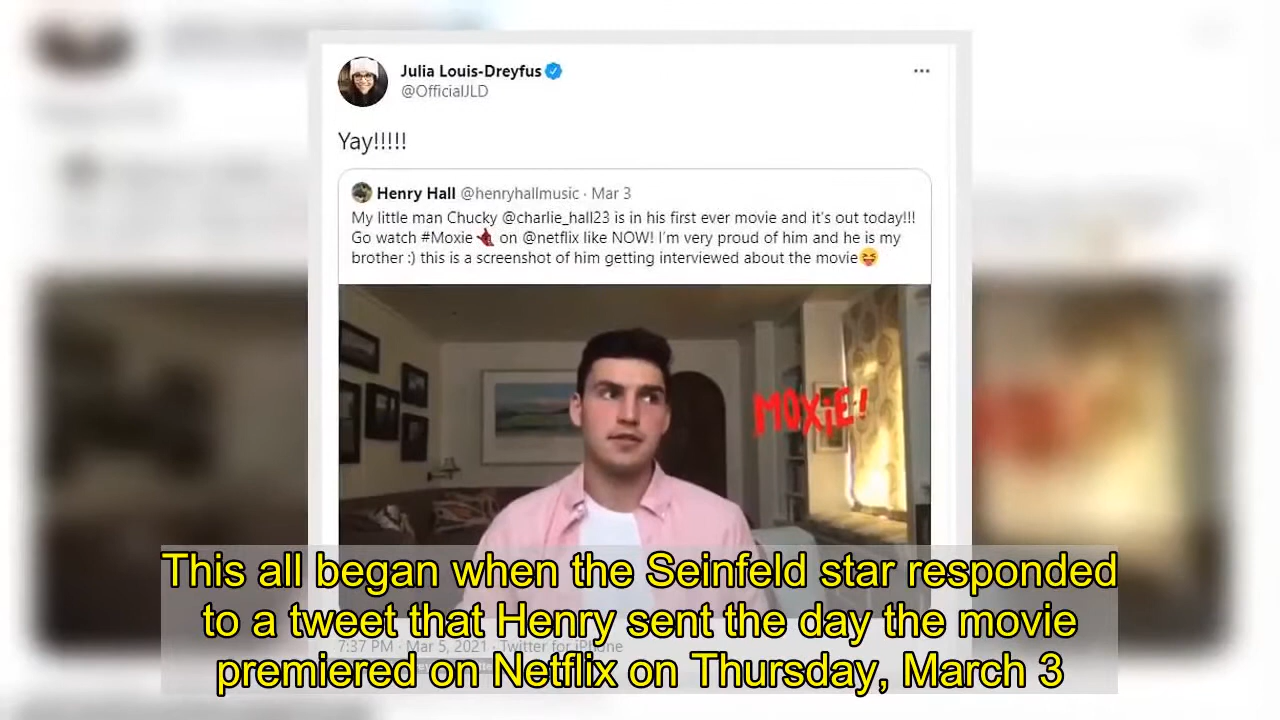 Julia Louis-Dreyfus
@OfficialJLD
Yay!!!!!
Henry Hall @henryhallmusic · Mar 3
My little man Chucky @charlie_hall23 is in his first ever movie and it's out today!!!
Go watch #Moxie on @netflix like NOW! I'm very proud of him and he is my
brother :) this is a screenshot of him getting interviewed about the movie
MOXiE!
This all began when the Seinfeld star responded
to a tweet that Henry sent the day the movie
7:37 PM · Mar 5, 2021 · Twitter for iPhone
premiered on Netflix on Thursday, March 3